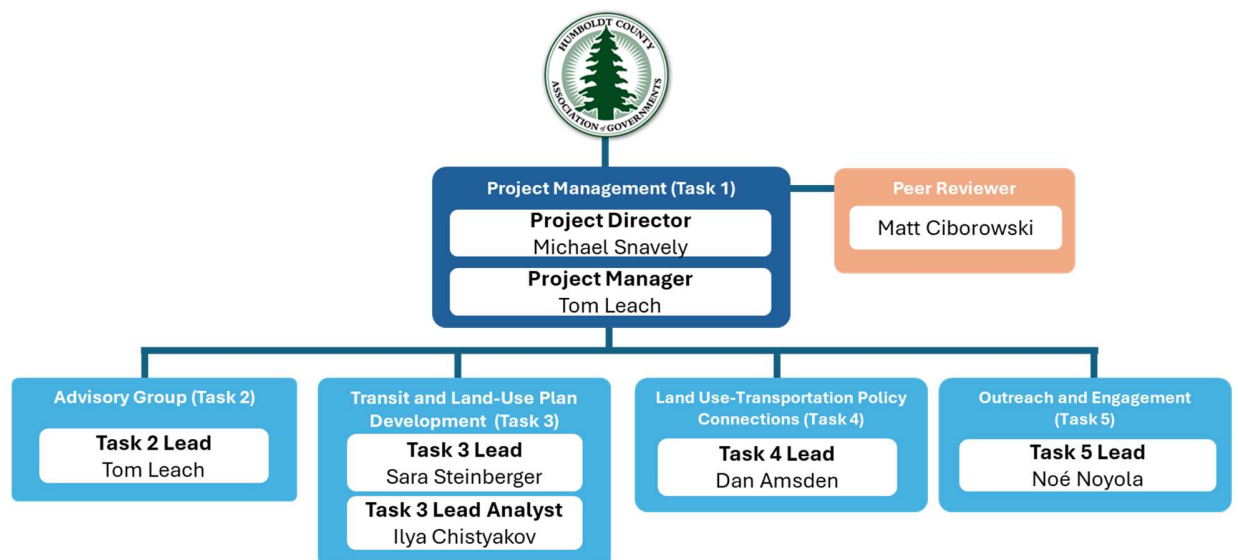 HUMBOLDT COUNTY
ASSOCIATION of GOVERNMENTS
Project Management (Task 1)
Project Director
Michael Snavely
Project Manager
Tom Leach
Peer Reviewer
Matt Ciborowski
Advisory Group (Task 2)
Task 2 Lead
Tom Leach
Transit and Land-Use Plan
Development (Task 3)
Task 3 Lead
Sara Steinberger
Task 3 Lead Analyst
Ilya Chistyakov
Land Use-Transportation Policy
Connections (Task 4)
Task 4 Lead
Dan Amsden
Outreach and Engagement
(Task 5)
Task 5 Lead
Noé Noyola